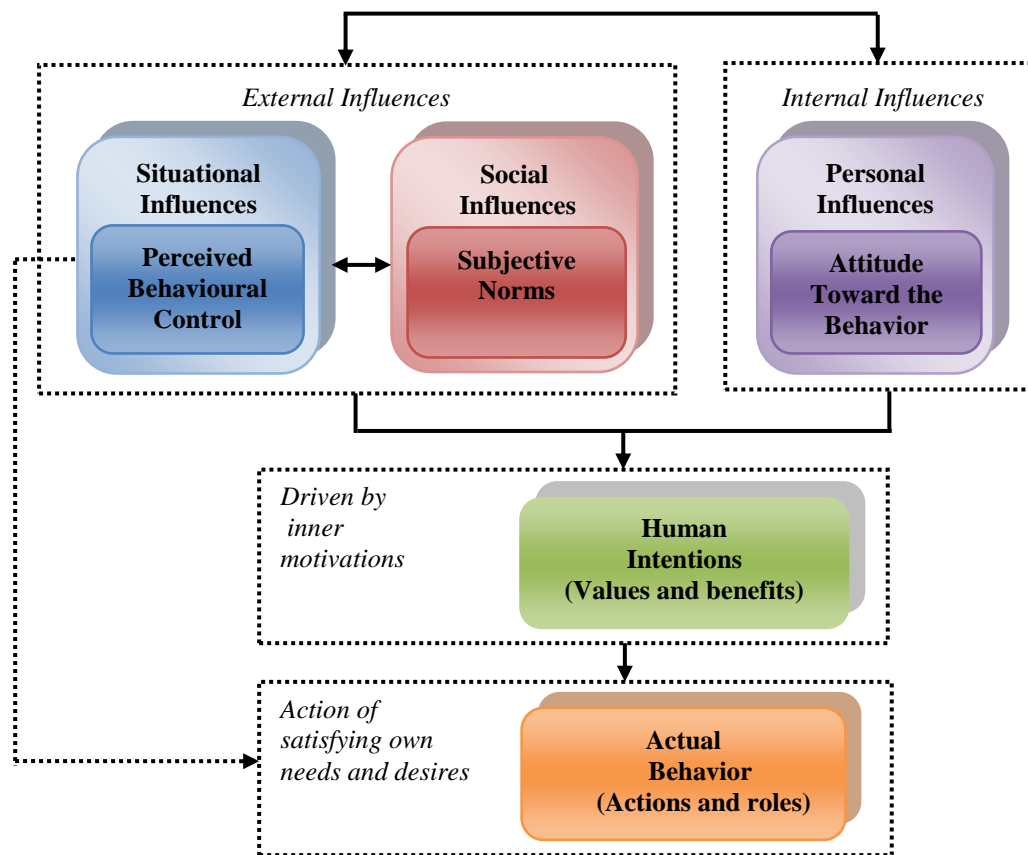 External Influences
Situational
Influences
Perceived
Behavioural
Control
Social
Influences
Subjective
Norms
Internal Influences
Personal
Influences
Attitude
Toward the
Behavior
Driven by
inner
motivations
Human
Intentions
(Values and benefits)
Action of
satisfying own
needs and desires
Actual
Behavior
(Actions and roles)